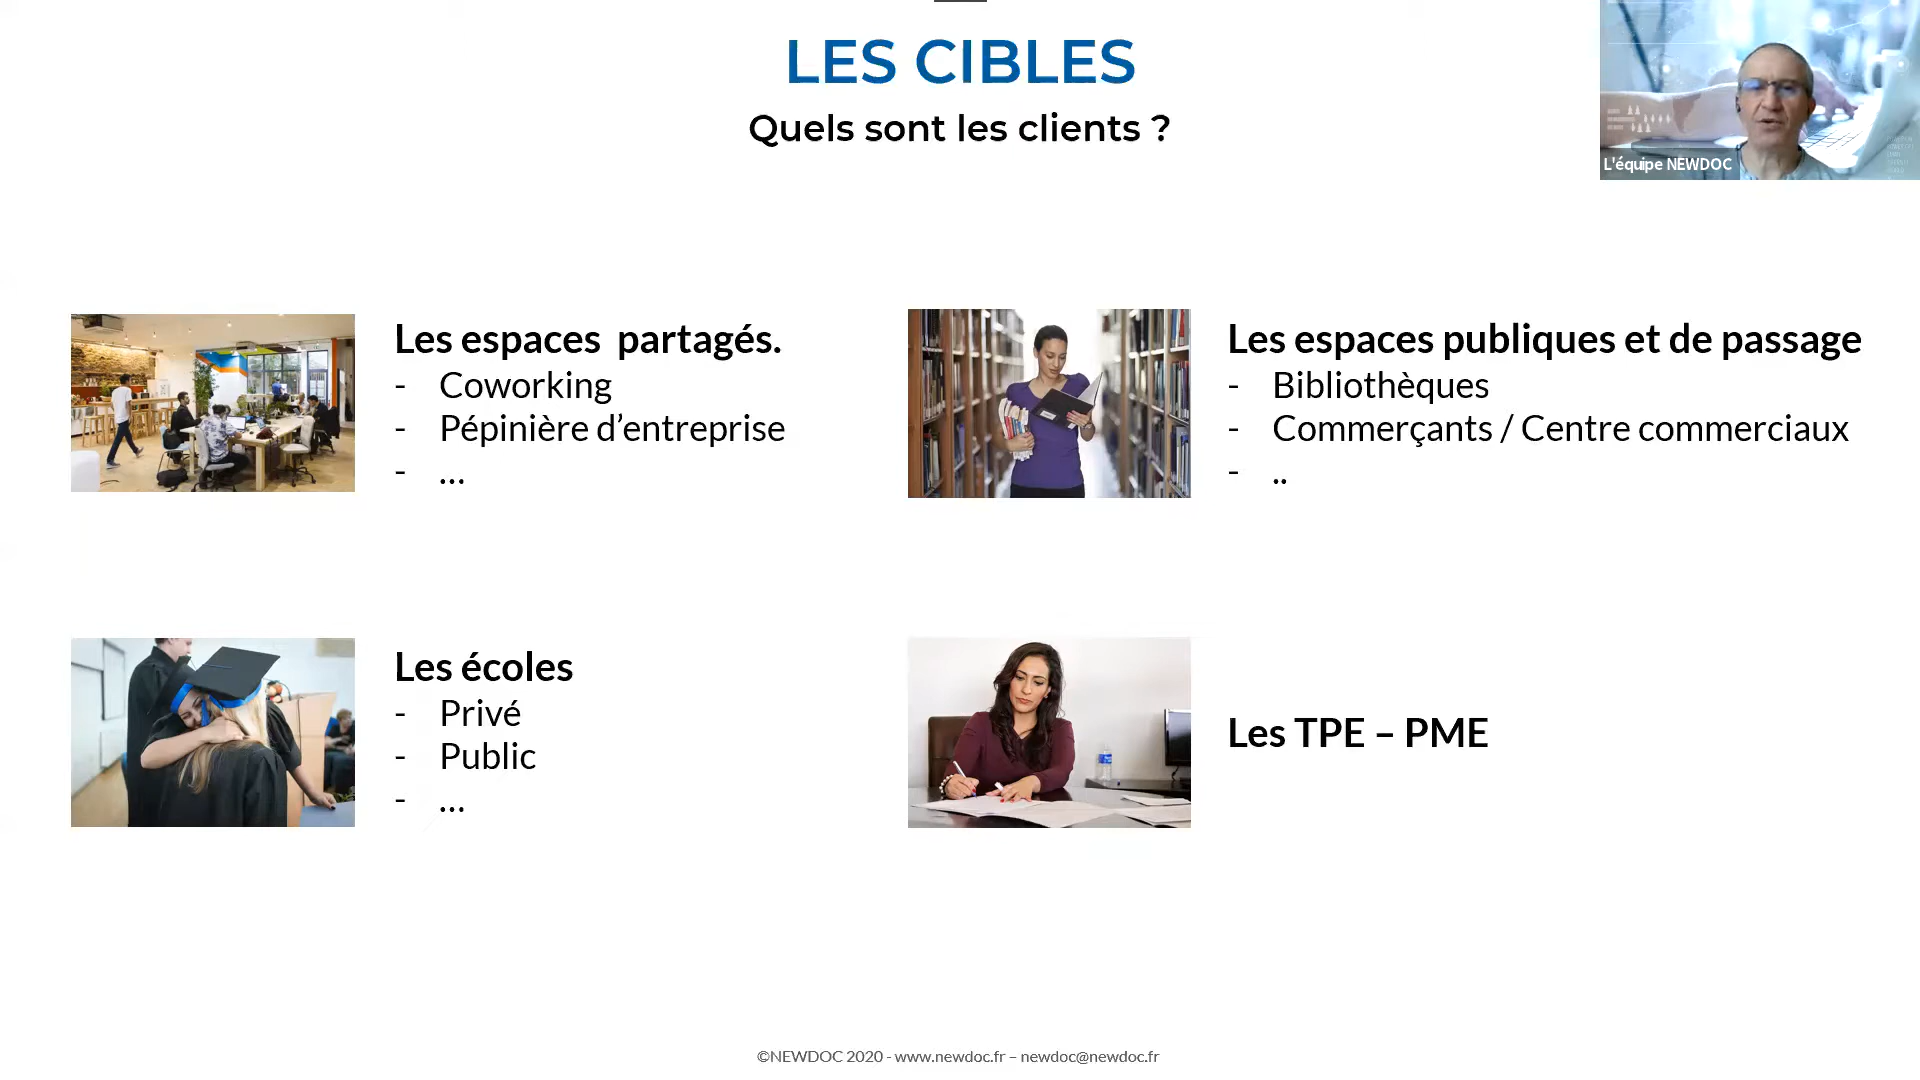 LES CIBLES
Quels sont les clients ?
L'équipe NEWDOC
Les espaces  partagés.
- Coworking
- Pépinière d’entreprise
- ...
Les espaces publiques et de passage
- Bibliothèques
- Commerçants / Centre commerciaux
- ..
Les écoles
- Privé
- Public
- ...
Les TPE – PME
©NEWDOC 2020 - www.newdoc.fr – newdoc@newdoc.fr